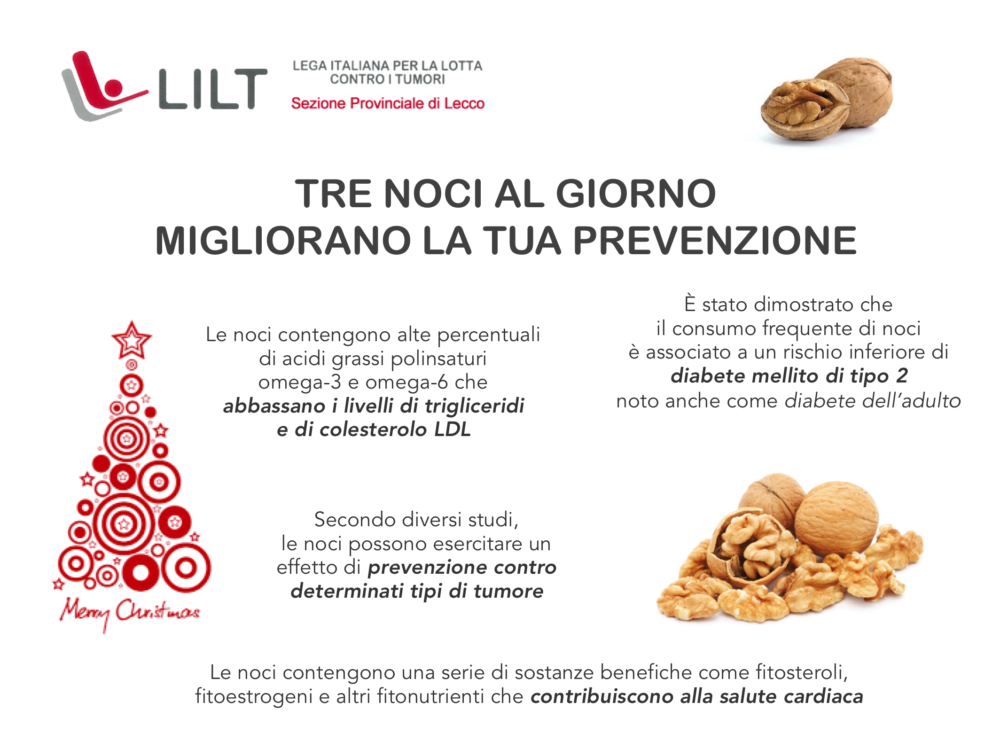 LILT
LEGA ITALIANA PER LA LOTTA
CONTRO I TUMORI
Sezione Provinciale di Lecco
TRE NOCI AL GIORNO
MIGLIORANO LA TUA PREVENZIONE
Le noci contengono alte percentuali
di acidi grassi polinsaturi
omega-3 e omega-6 che
abbassano i livelli di trigliceridi
e di colesterolo LDL
È stato dimostrato che
il consumo frequente di noci
è associato a un rischio inferiore di
diabete mellito di tipo 2
noto anche come diabete dell’adulto
Secondo diversi studi,
le noci possono esercitare un
effetto di prevenzione contro
determinati tipi di tumore
Merry Christmas
Le noci contengono una serie di sostanze benefiche come fitosteroli,
fitoestrogeni e altri fitonutrienti che contribuiscono alla salute cardiaca